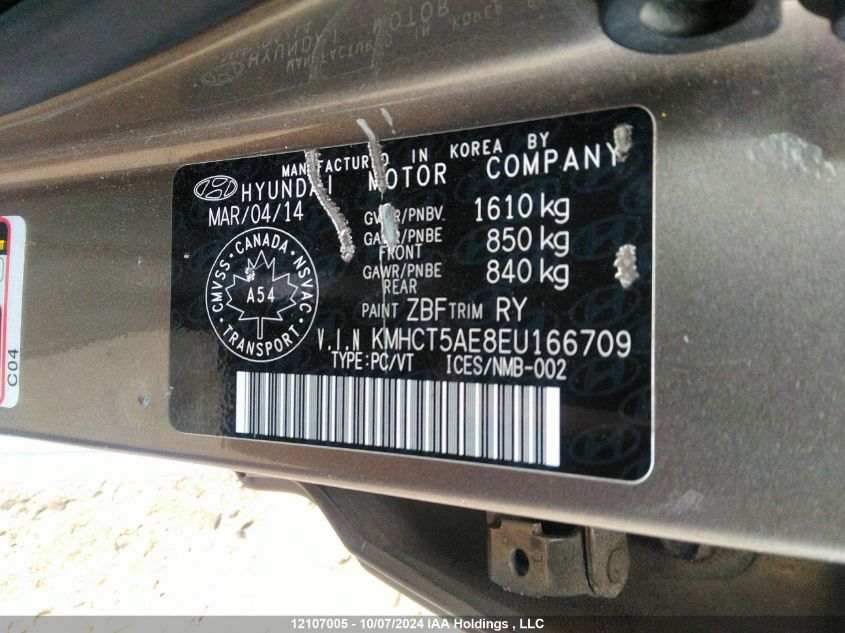 MANUFACTURED IN KOREA BY
HYUNDAI MOTOR COMPANY
MAR/04/14
GVWR/PNBV 1610 kg
GAWR/PNBE FRONT 850 kg
GAWR/PNBE REAR 840 kg
CMVSS · CANADA · NSVAC
A54
TRANSPORT
PAINT ZBF TRIM RY
V.I.N KMHCT5AE8EU166709
TYPE:PC/VT ICES/NMB-002
C04
12107005 - 10/07/2024 IAA Holdings , LLC